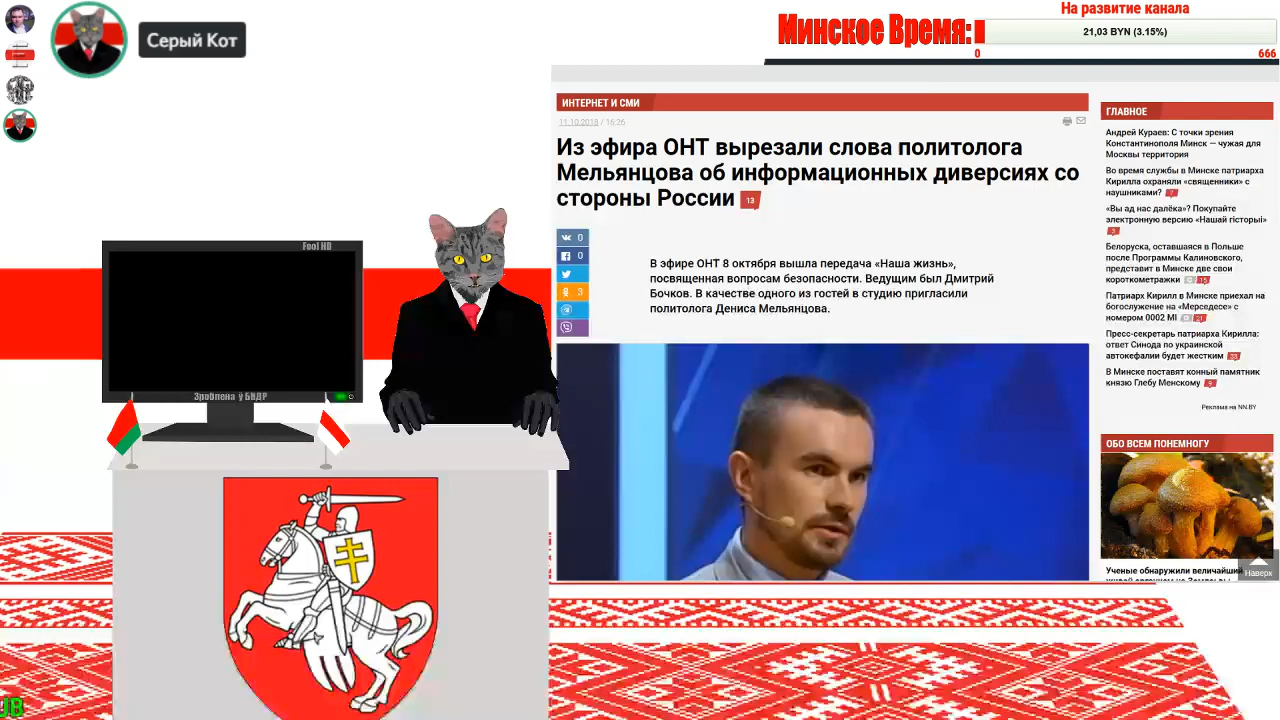 Серый Кот
Минское Время:
На развитие канала
21,03 BYN (3.15%)
0
666
ИНТЕРНЕТ И СМИ
11.10.2018 / 16:26
Из эфира ОНТ вырезали слова политолога
Мельянцова об информационных диверсиях со
стороны России 13
0
0
3
В эфире ОНТ 8 октября вышла передача «Наша жизнь»,
посвященная вопросам безопасности. Ведущим был Дмитрий
Бочков. В качестве одного из гостей в студию пригласили
политолога Дениса Мельянцова.
ГЛАВНОЕ
Андрей Кураев: С точки зрения
Константинополя Минск — чужая для
Москвы территория
Во время службы в Минске патриарха
Кирилла охраняли «священники» с
наушниками? 7
«Вы ад нас далёка»? Покупайте
электронную версию «Нашай гісторыі»
3
Белоруска, оставшаяся в Польше
после Программы Калиновского,
представит в Минске две свои
короткометражки 15
Патриарх Кирилл в Минске приехал на
богослужение на «Мерседесе» с
номером 0002 MI 21
Пресс-секретарь патриарха Кирилла:
ответ Синода по украинской
автокефалии будет жестким 33
В Минске поставят конный памятник
князю Глебу Менскому 9
Реклама на NN.BY
ОБО ВСЕМ ПОНЕМНОГУ
Ученые обнаружили величайший
Наверх
Fool HD
Зроблена ў БНДР